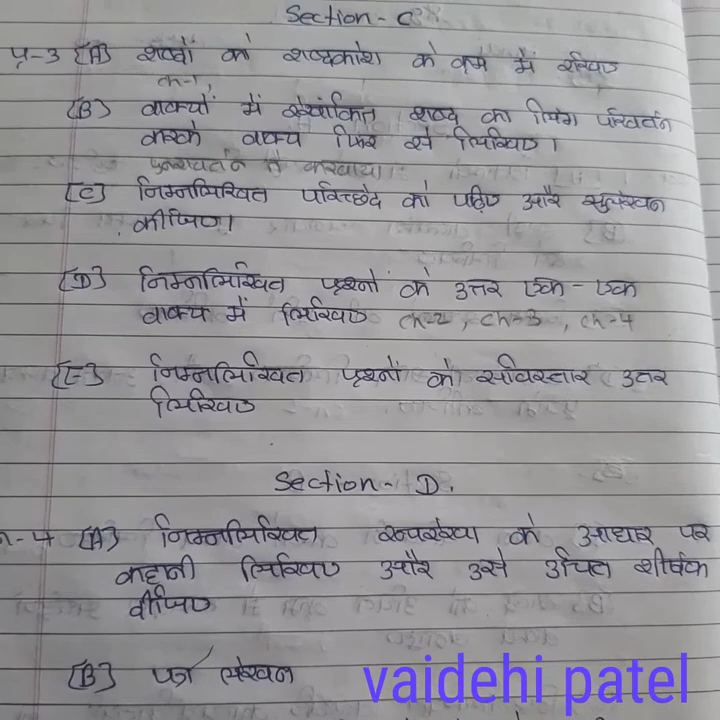 Section - C
प्र-3 [A] शब्दों को शब्दकोश के क्रम में रखिए
ch-1,
[B] वाक्यों में रेखांकित शब्द का लिंग परिवर्तन
करके वाक्य फिर से लिखिए।
पुनरावर्तन में करवाया
[C] निम्नलिखित परिच्छेद को पढ़िए और सुलेखन
कीजिए।
[D] निम्नलिखित प्रश्नों के उत्तर एक - एक
वाक्य में लिखिए ch-2, ch-3, ch-4
[E] निम्नलिखित प्रश्नों के सविस्तार उत्तर
लिखिए
Section - D.
4 [A] निम्नलिखित रूपरेखा के आधार पर
कहानी लिखिए और उसे उचित शीर्षक
दीजिए
[B] पत्र लेखन
vaidehi patel